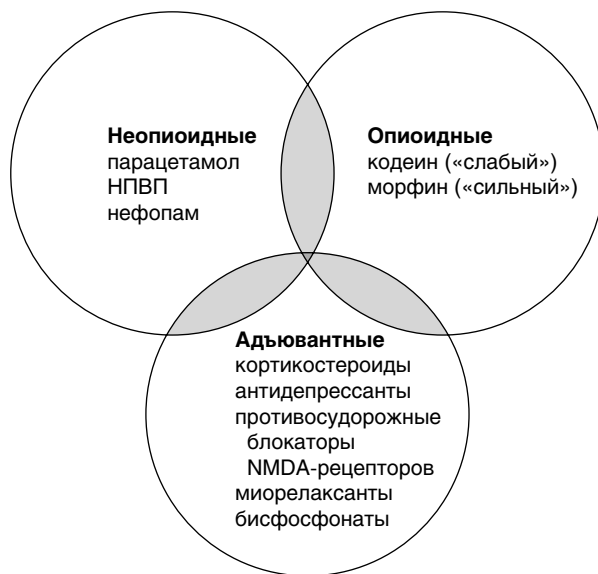 Неопиоидные
парацетамол
НПВП
нефопам
Опиоидные
кодеин («слабый»)
морфин («сильный»)
Адъювантные
кортикостероиды
антидепрессанты
противосудорожные
блокаторы
NMDA-рецепторов
миорелаксанты
бисфосфонаты